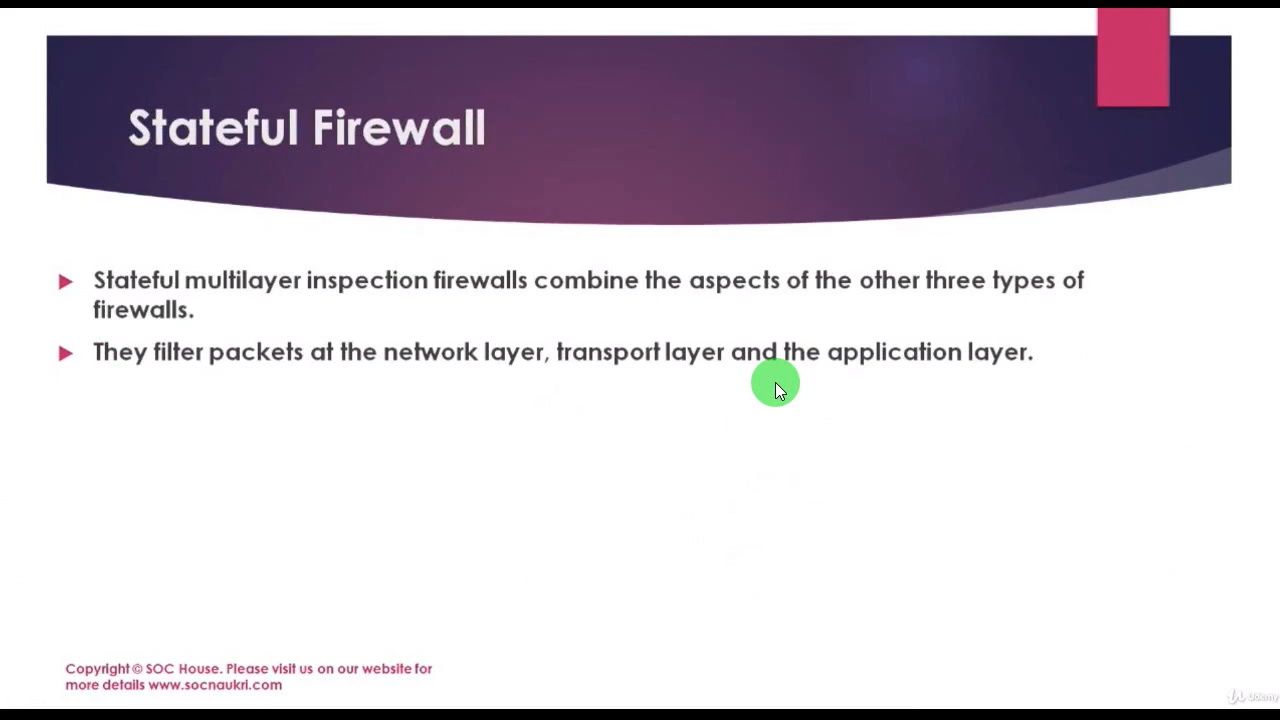 Stateful Firewall
Stateful multilayer inspection firewalls combine the aspects of the other three types of
firewalls.
They filter packets at the network layer, transport layer and the application layer.
Copyright © SOC House. Please visit us on our website for
more details www.socnaukri.com
Udemy